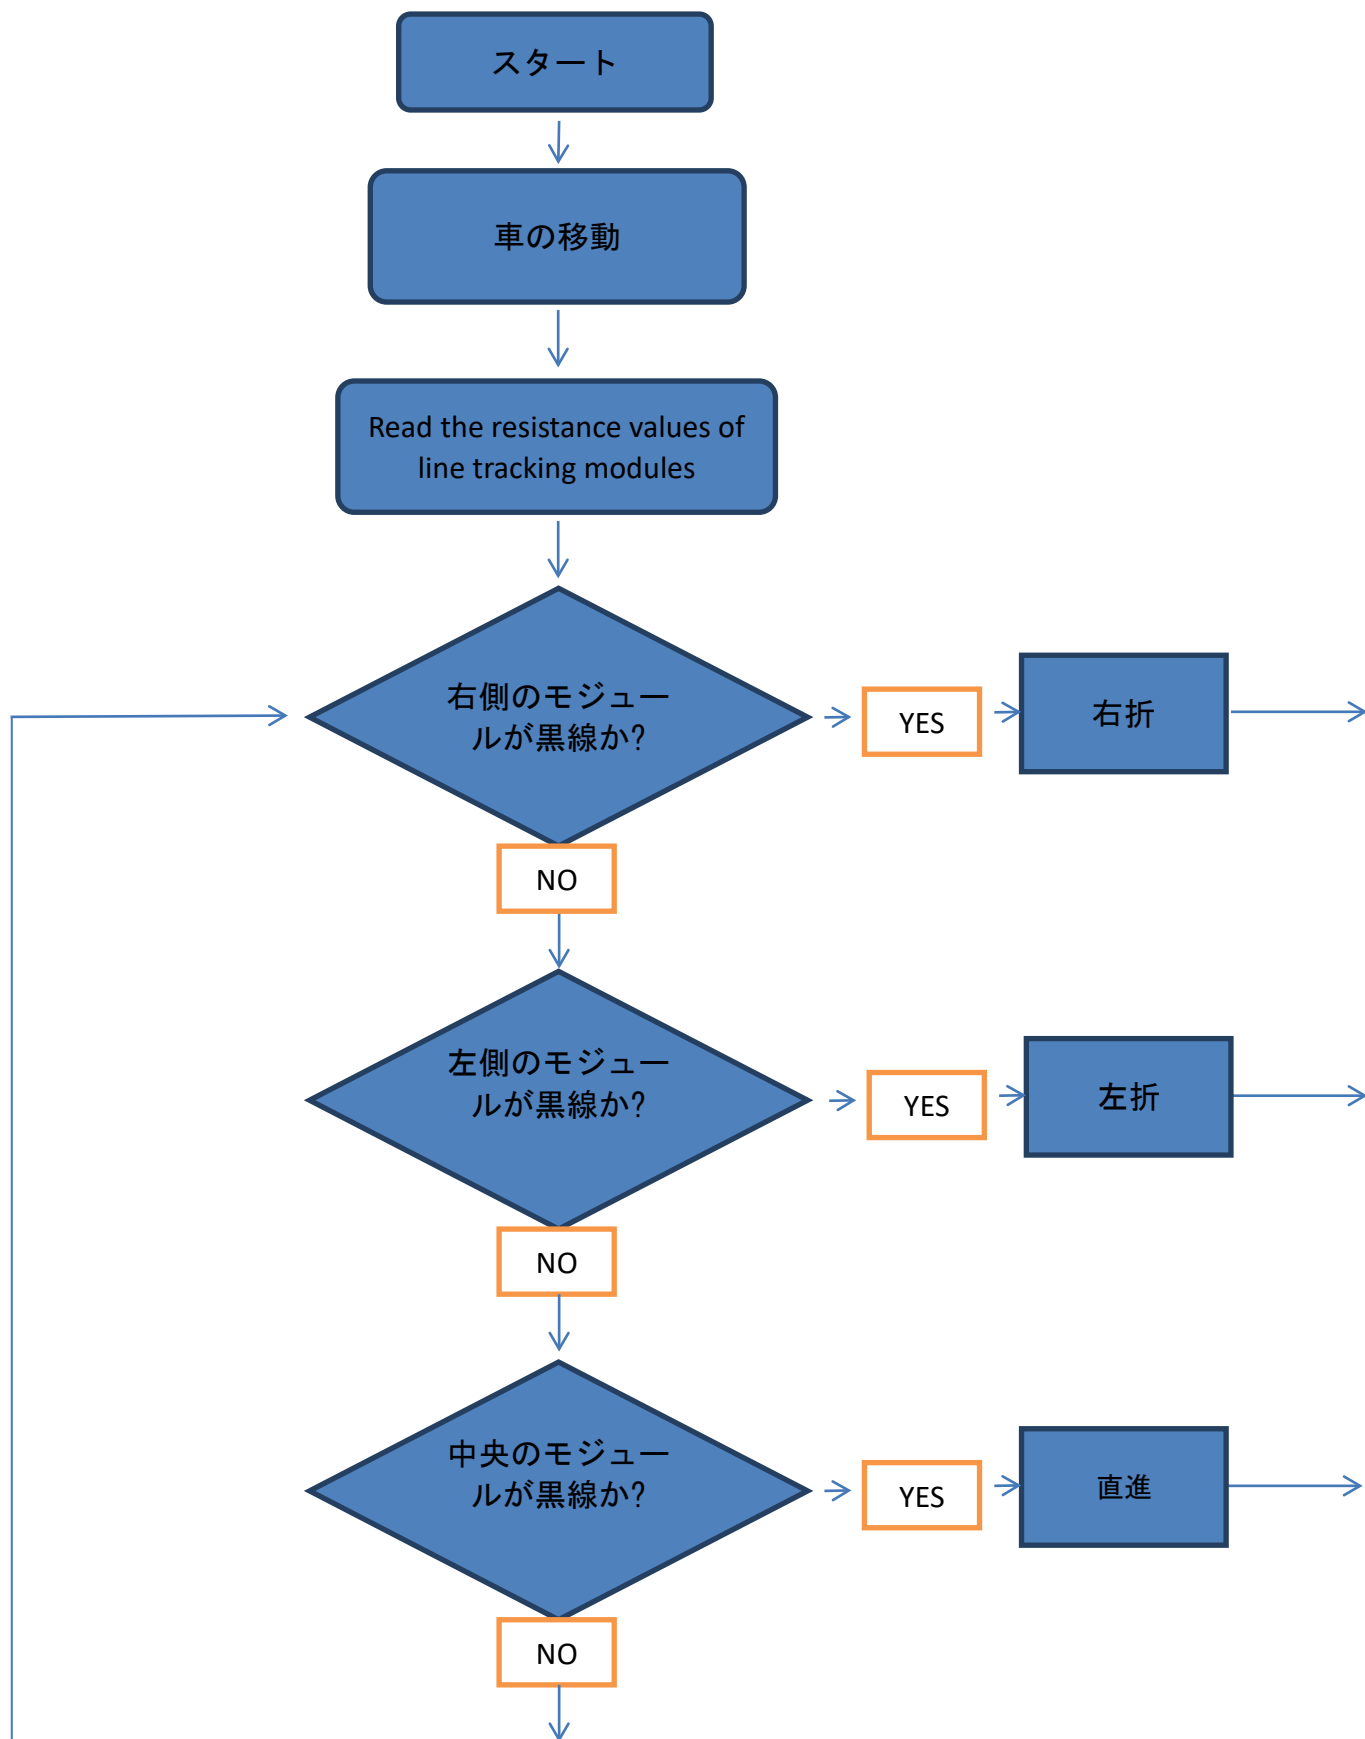 スタート
車の移動
Read the resistance values of
line tracking modules
右側のモジュー
ルが黒線か?
YES
右折
NO
左側のモジュー
ルが黒線か?
YES
左折
NO
中央のモジュー
ルが黒線か?
YES
直進
NO